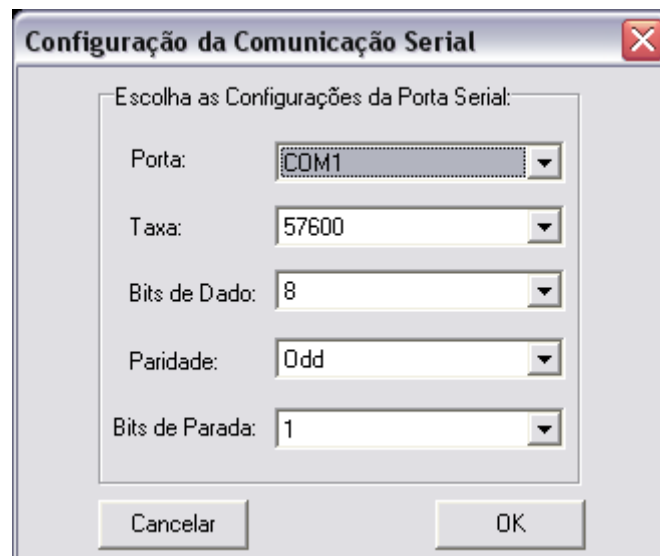 Configuração da Comunicação Serial
Escolha as Configurações da Porta Serial:
Porta: COM1
Taxa: 57600
Bits de Dado: 8
Paridade: Odd
Bits de Parada: 1
Cancelar OK